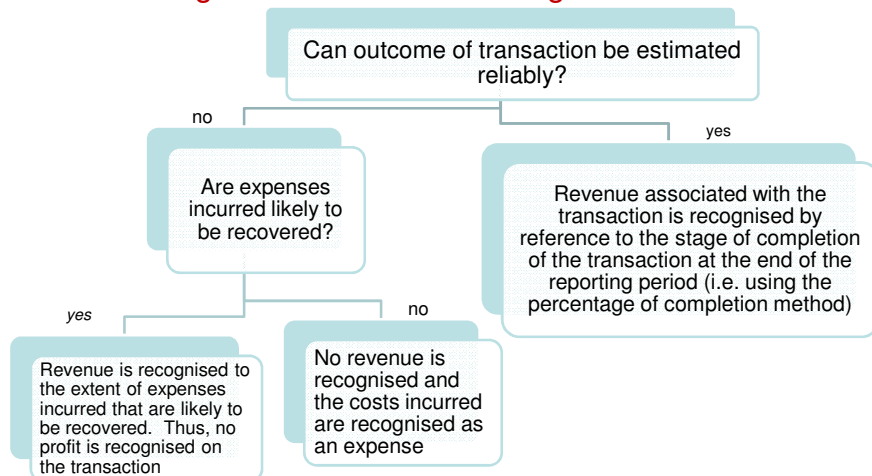 Can outcome of transaction be estimated
reliably?
no
yes
Are expenses
incurred likely to
be recovered?
Revenue associated with the
transaction is recognised by
reference to the stage of completion
of the transaction at the end of the
reporting period (i.e. using the
percentage of completion method)
yes
no
Revenue is recognised to
the extent of expenses
incurred that are likely to
be recovered. Thus, no
profit is recognised on
the transaction
No revenue is
recognised and
the costs incurred
are recognised as
an expense